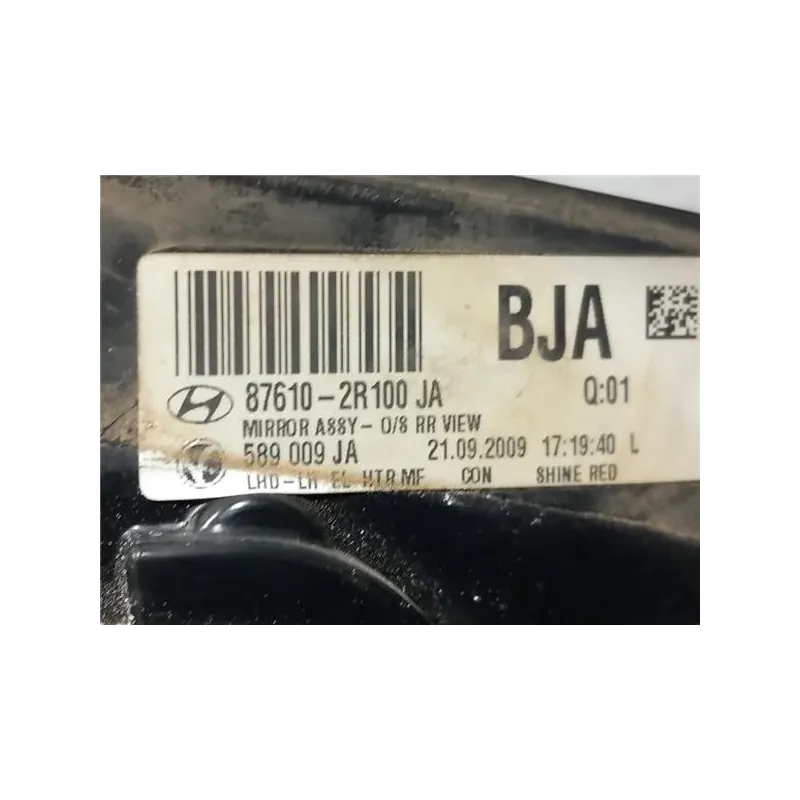 BJA
87610-2R100 JA Q:01
MIRROR ASSY- O/S RR VIEW
589 009 JA 21.09.2009 17:19:40 L
LHD-LH EL HTR MF CON SHINE RED